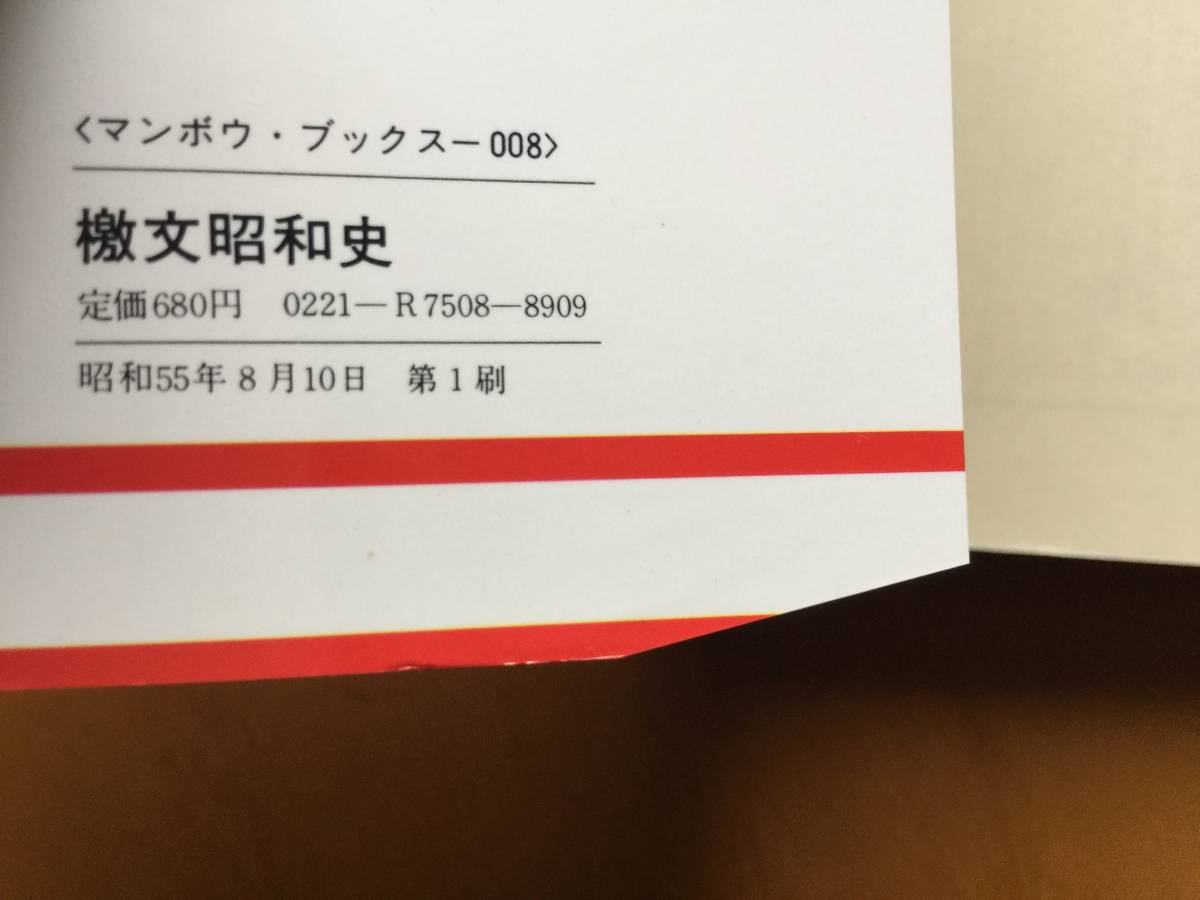 〈マンボウ・ブックス―008〉
檄文昭和史
定価680円 0221―R7508―8909
昭和55年8月10日 第1刷